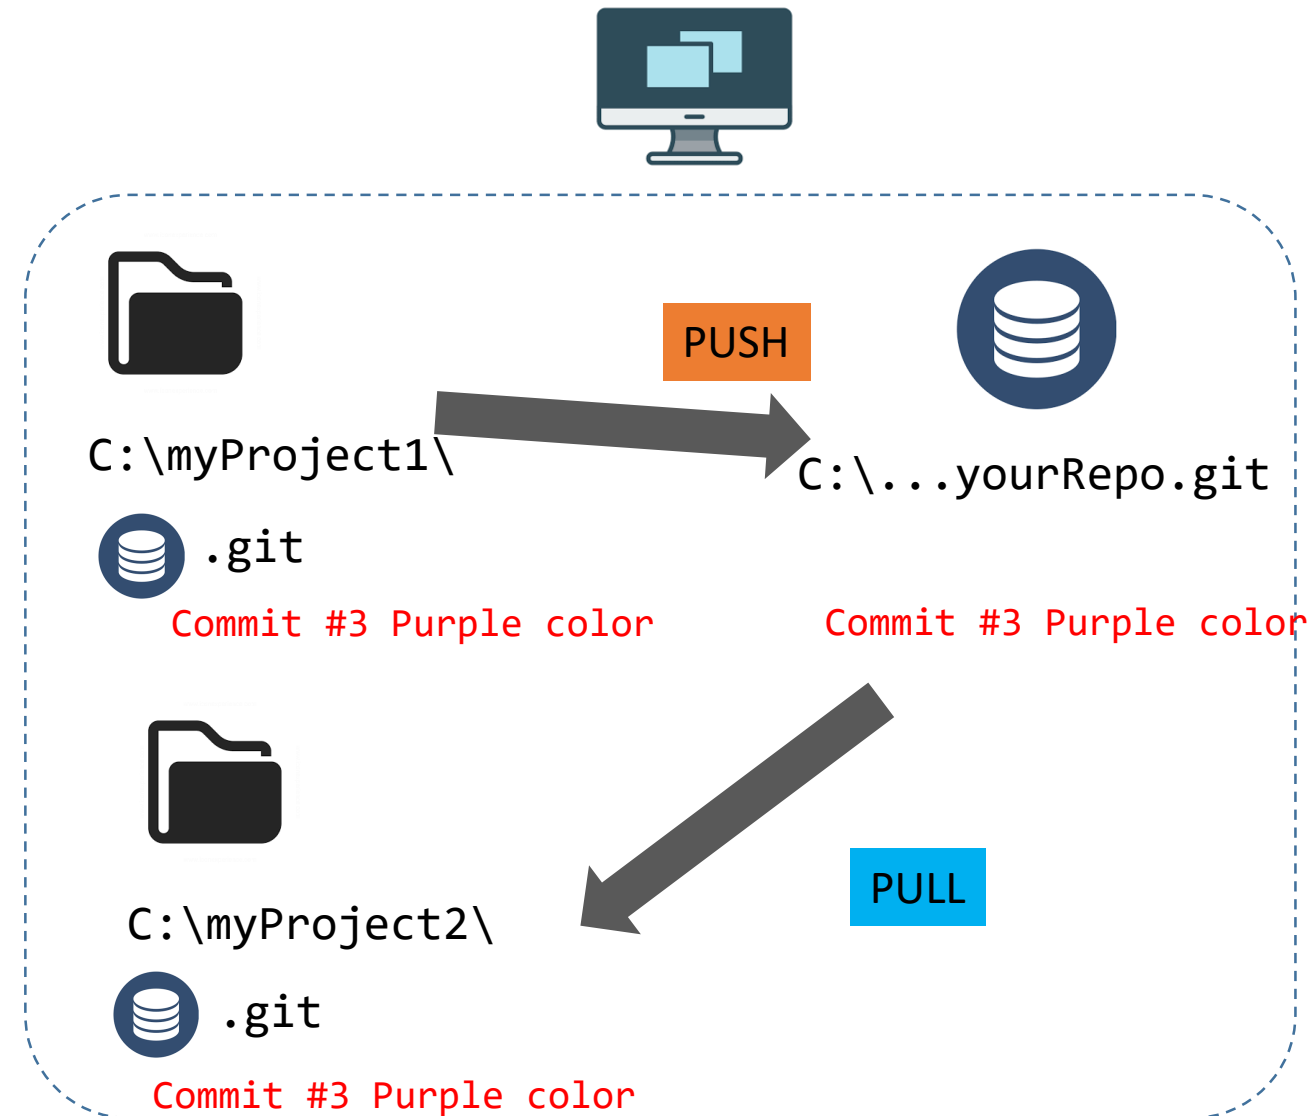 PUSH
C:\myProject1\
C:\...yourRepo.git
.git
Commit #3 Purple color
Commit #3 Purple color
PULL
C:\myProject2\
.git
Commit #3 Purple color